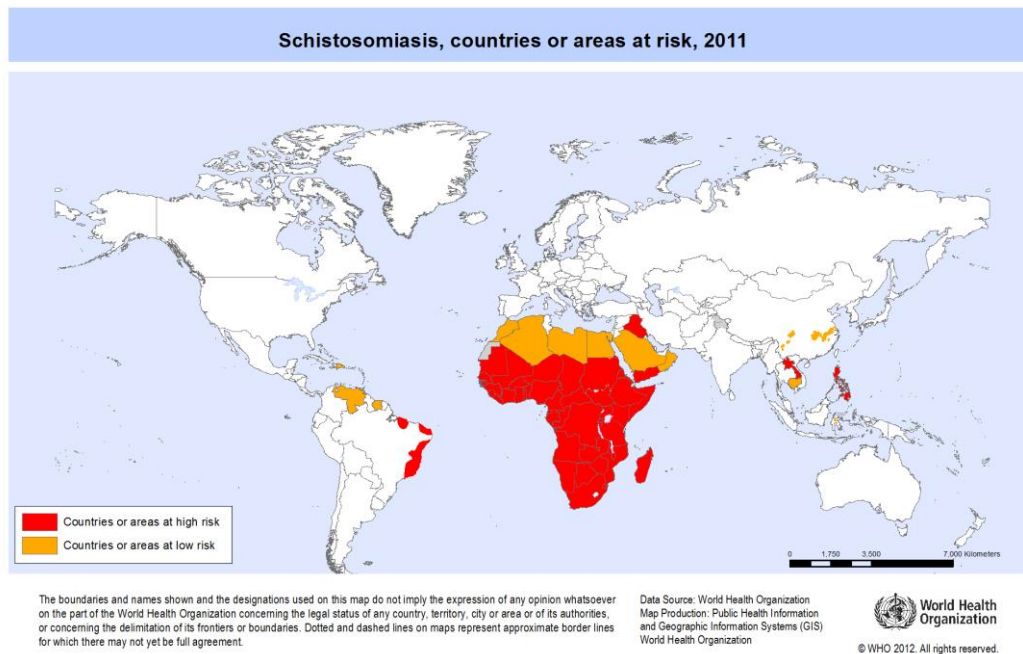 Schistosomiasis, countries or areas at risk, 2011
Countries or areas at high risk
Countries or areas at low risk
0 1,750 3,500 7,000 Kilometers
The boundaries and names shown and the designations used on this map do not imply the expression of any opinion whatsoever
on the part of the World Health Organization concerning the legal status of any country, territory, city or area or of its authorities,
or concerning the delimitation of its frontiers or boundaries. Dotted and dashed lines on maps represent approximate border lines
for which there may not yet be full agreement.
Data Source: World Health Organization
Map Production: Public Health Information
and Geographic Information Systems (GIS)
World Health Organization
World Health
Organization
© WHO 2012. All rights reserved.